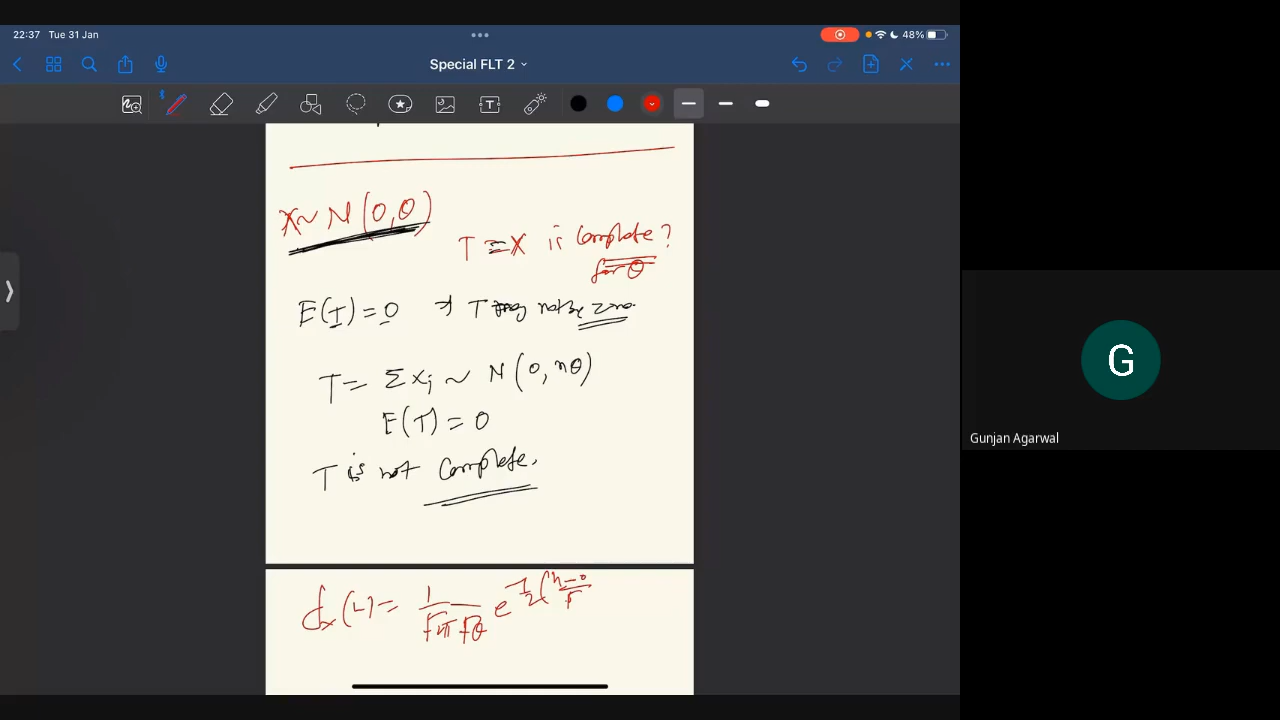 22:37 Tue 31 Jan
48%
Special FLT 2
X ~ N(0,θ)
T = X is complete?
for θ
E(T) = 0 ⇒ T may not be zero.
T = Σxi ~ N(0, nθ)
E(T) = 0
T is not complete.
1
e
G
Gunjan Agarwal